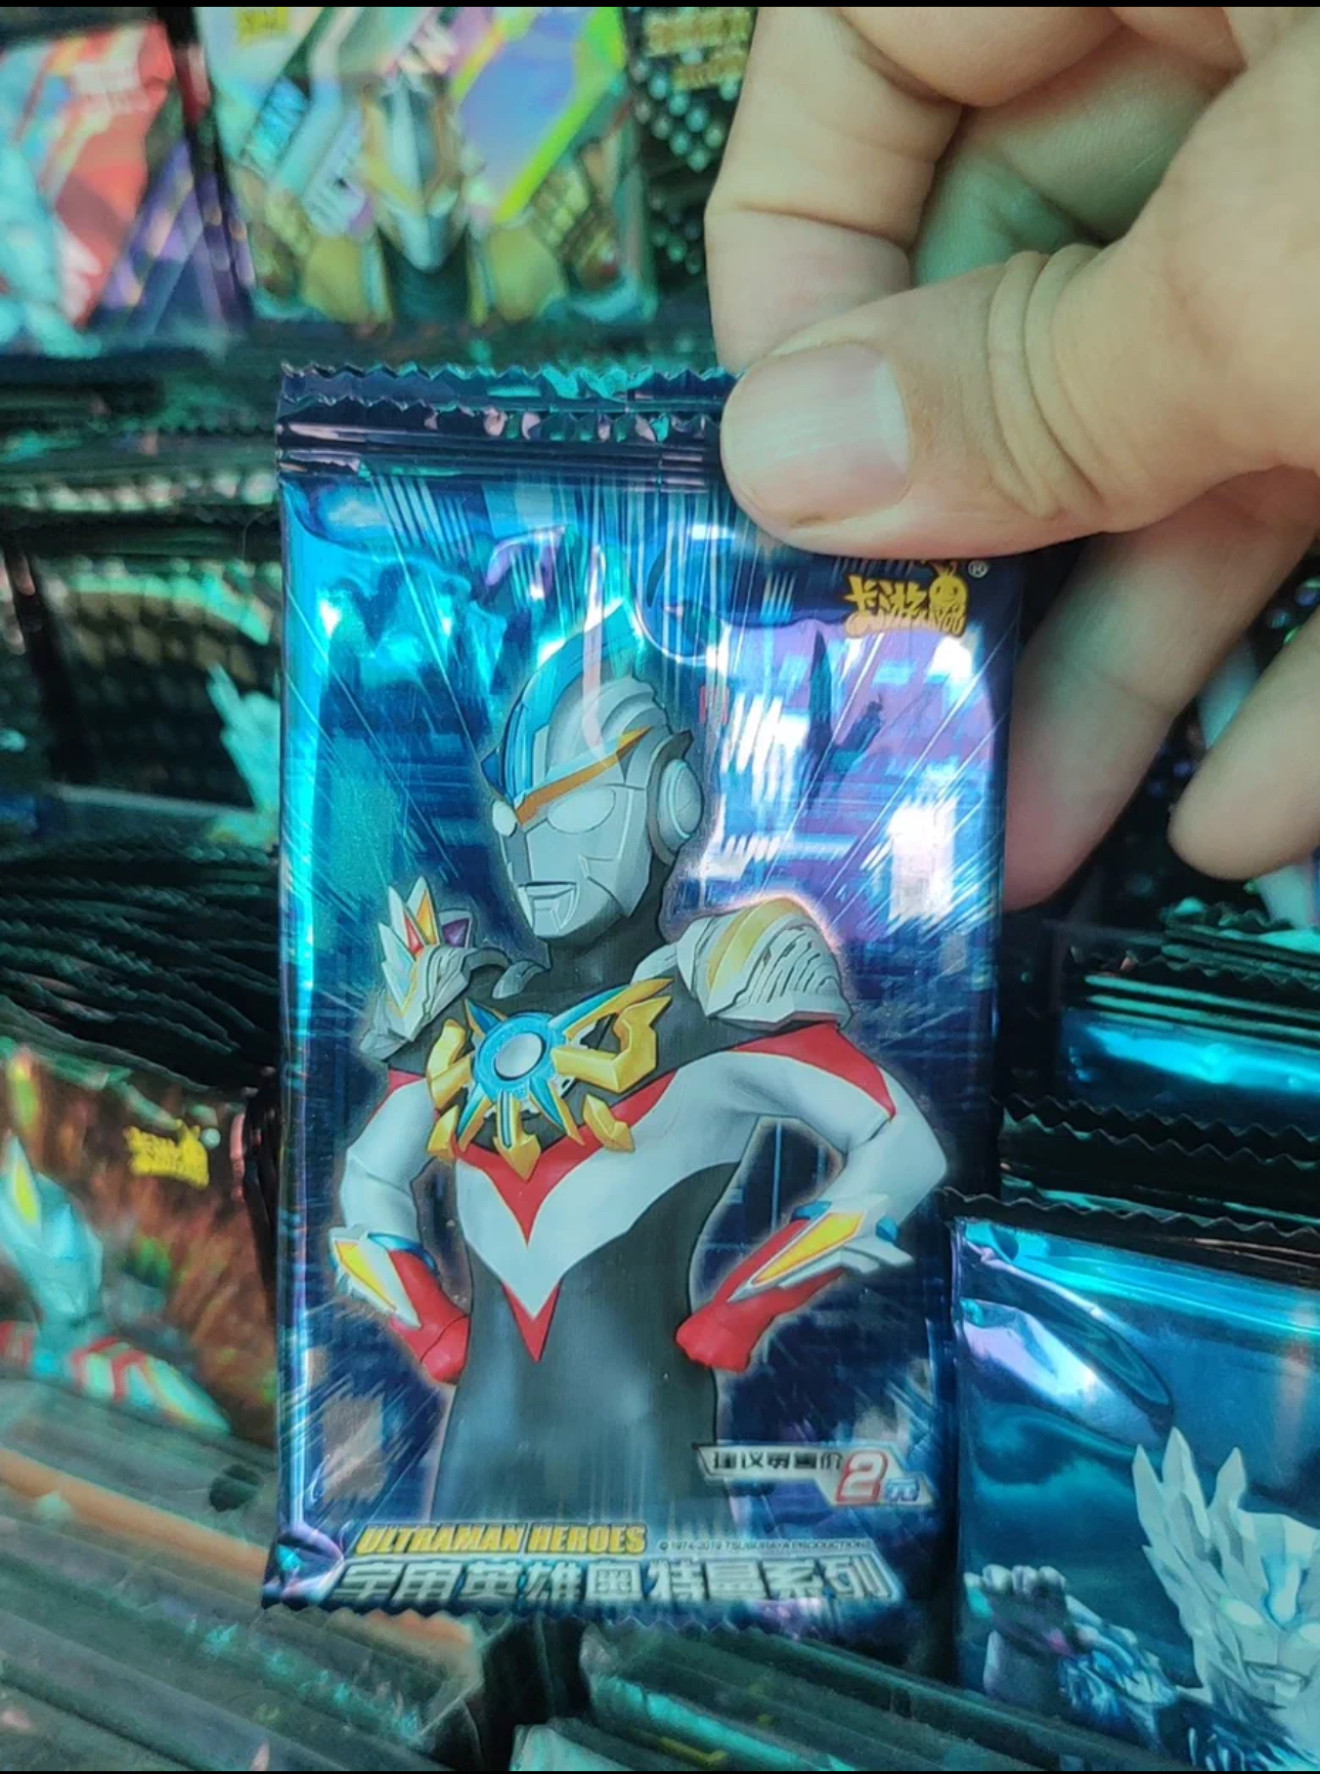 卡游
®
建议零售价2元
ULTRAMAN HEROES
© 1974-2019 TSUBURAYA PRODUCTIONS
宇宙英雄奥特曼系列